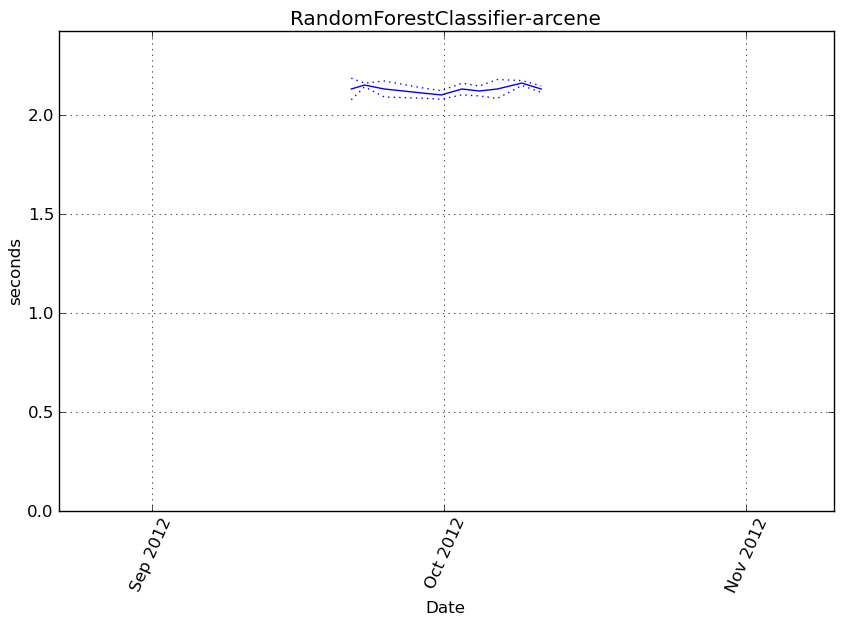 RandomForestClassifier-arcene
2.0
1.5
1.0
0.5
0.0
seconds
Sep 2012
Oct 2012
Nov 2012
Date